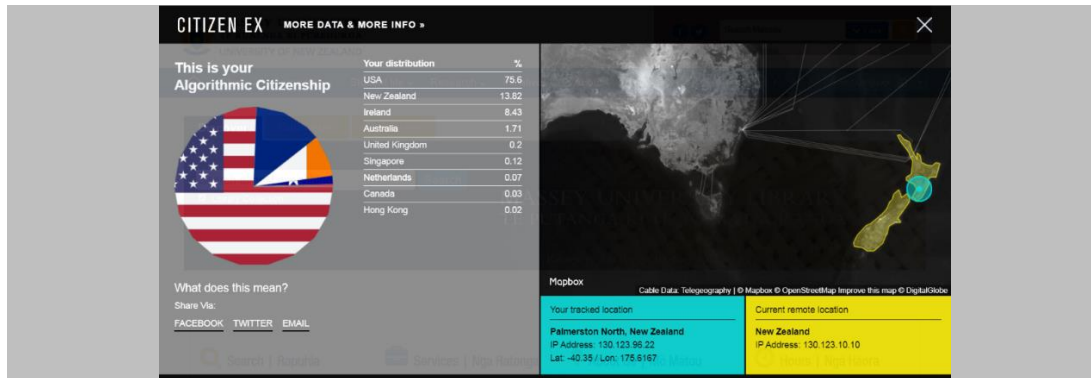 CITIZEN EX
MORE DATA & MORE INFO »
This is your
Algorithmic Citizenship
Your distribution %
USA 75.6
New Zealand 13.82
Ireland 8.43
Australia 1.71
United Kingdom 0.2
Singapore 0.12
Netherlands 0.07
Canada 0.03
Hong Kong 0.02
What does this mean?
Share Via:
FACEBOOK TWITTER EMAIL
Mapbox
Cable Data: Telegeography | © Mapbox © OpenStreetMap Improve this map © DigitalGlobe
Your tracked location
Palmerston North, New Zealand
IP Address: 130.123.96.22
Lat: -40.35 / Lon: 175.6167
Current remote location
New Zealand
IP Address: 130.123.10.10
UNIVERSITY OF NEW ZEALAND